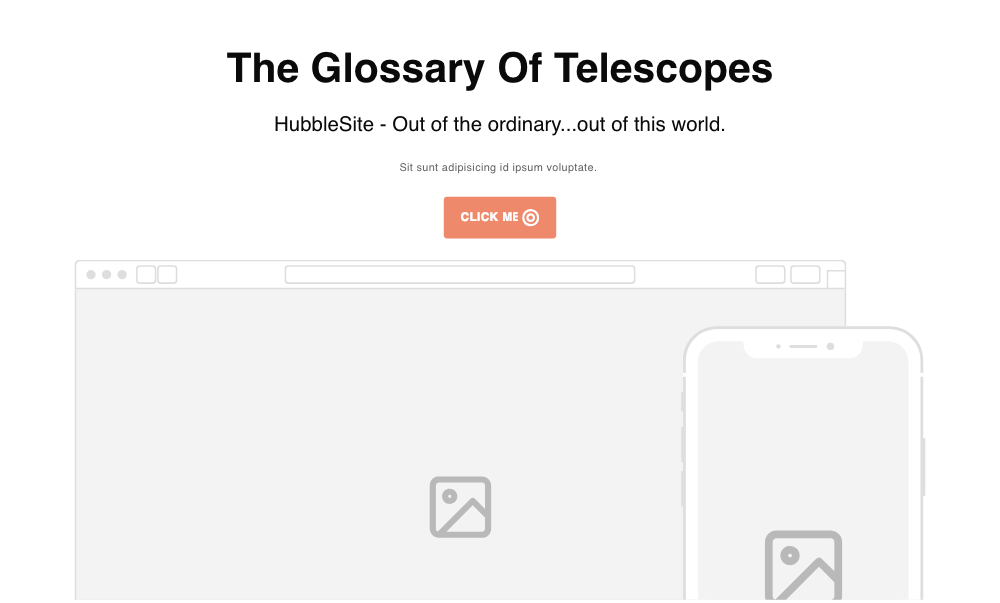 The Glossary Of Telescopes
HubbleSite - Out of the ordinary...out of this world.
Sit sunt adipisicing id ipsum voluptate.
CLICK ME